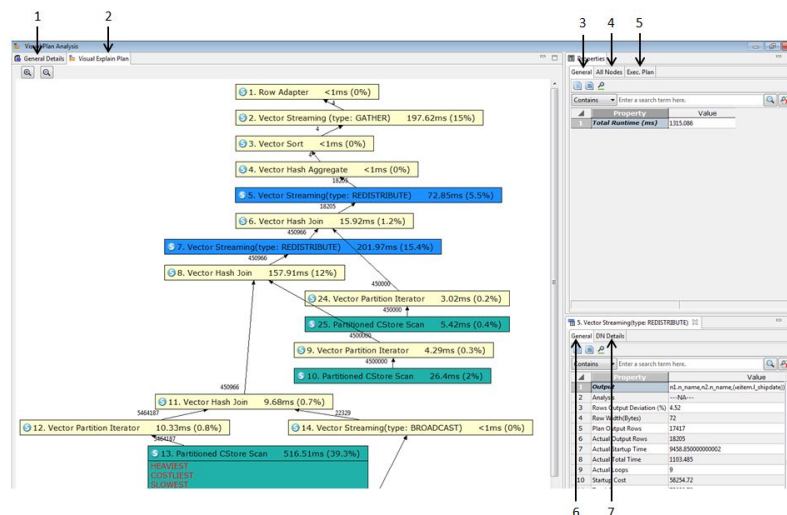 1
2
3
4
5
Visual Plan Analysis
General Details
Visual Explain Plan
1. Row Adapter <1ms (0%)
4
2. Vector Streaming (type: GATHER) 197.62ms (15%)
4
3. Vector Sort <1ms (0%)
4
4. Vector Hash Aggregate <1ms (0%)
18205
5. Vector Streaming(type: REDISTRIBUTE) 72.85ms (5.5%)
18205
6. Vector Hash Join 15.92ms (1.2%)
450966
7. Vector Streaming(type: REDISTRIBUTE) 201.97ms (15.4%)
450966
8. Vector Hash Join 157.91ms (12%)
450000
24. Vector Partition Iterator 3.02ms (0.2%)
450000
25. Partitioned CStore Scan 5.42ms (0.4%)
4500000
9. Vector Partition Iterator 4.29ms (0.3%)
4500000
10. Partitioned CStore Scan 26.4ms (2%)
450966
11. Vector Hash Join 9.68ms (0.7%)
5464187
22329
12. Vector Partition Iterator 10.33ms (0.8%)
14. Vector Streaming(type: BROADCAST) <1ms (0%)
5464187
13. Partitioned CStore Scan 516.51ms (39.3%)
HEAVIEST
COSTLIEST
SLOWEST
Properties
General All Nodes Exec. Plan
Contains Enter a search term here.
Property Value
1 Total Runtime (ms) 1315.086
5. Vector Streaming(type: REDISTRIBUTE)
General DN Details
Contains Enter a search term here.
Property Value
1 Output n1.n_name,n2.n_name,(veitem.l_shipdate))
2 Analysis ---NA---
3 Rows Output Deviation (%) 4.52
4 Row Width(Bytes) 72
5 Plan Output Rows 17417
6 Actual Output Rows 18205
7 Actual Startup Time 9458.850000000002
8 Actual Total Time 1103.485
9 Actual Loops 9
10 Startup Cost 58254.72
6
7